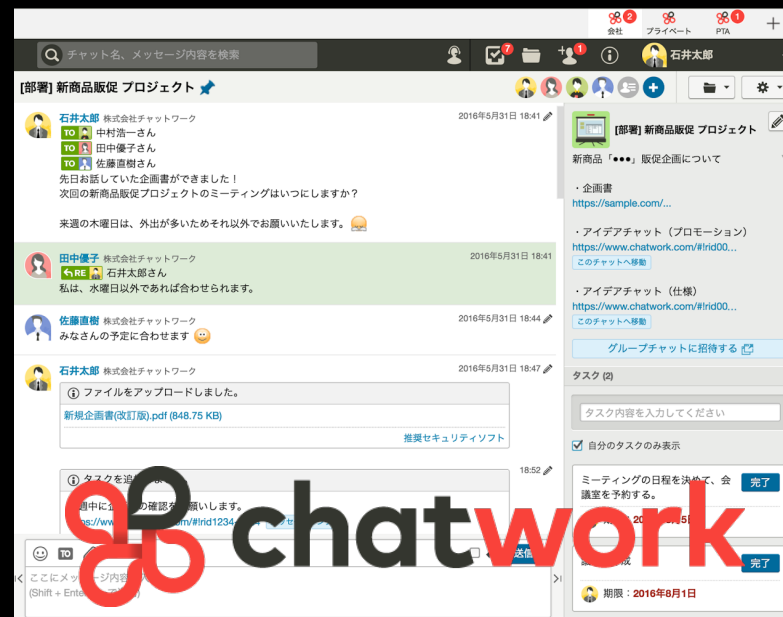 2
1
会社
プライベート
PTA
チャット名、メッセージ内容を検索
7
1
石井太郎
[部署] 新商品販促 プロジェクト
石井太郎 株式会社チャットワーク
2016年5月31日 18:41
TO 中村浩一さん
TO 田中優子さん
TO 佐藤直樹さん
先日お話していた企画書ができました！
次回の新商品販促プロジェクトのミーティングはいつにしますか？
来週の木曜日は、外出が多いためそれ以外でお願いいたします。
田中優子 株式会社チャットワーク
2016年5月31日 18:41
RE 石井太郎さん
私は、水曜日以外であれば合わせられます。
佐藤直樹 株式会社チャットワーク
2016年5月31日 18:44
みなさんの予定に合わせます
石井太郎 株式会社チャットワーク
2016年5月31日 18:47
ファイルをアップロードしました。
新規企画書(改訂版).pdf (848.75 KB)
推奨セキュリティソフト
18:52
タスクを追
週中に
の確認
願いします。
m/#!rid1234
TO
送信
ここにメッ
ージ内容
(Shift + Ente
[部署] 新商品販促 プロジェクト
新商品「●●●」販促企画について
・企画書
https://sample.com/...
・アイデアチャット（プロモーション）
https://www.chatwork.com/#!rid00...
このチャットへ移動
・アイデアチャット（仕様）
https://www.chatwork.com/#!rid00...
このチャットへ移動
グループチャットに招待する
タスク (2)
タスク内容を入力してください
自分のタスクのみ表示
ミーティングの日程を決めて、会
議室を予約する。
完了
完了
期限：2016年8月1日
chatwork